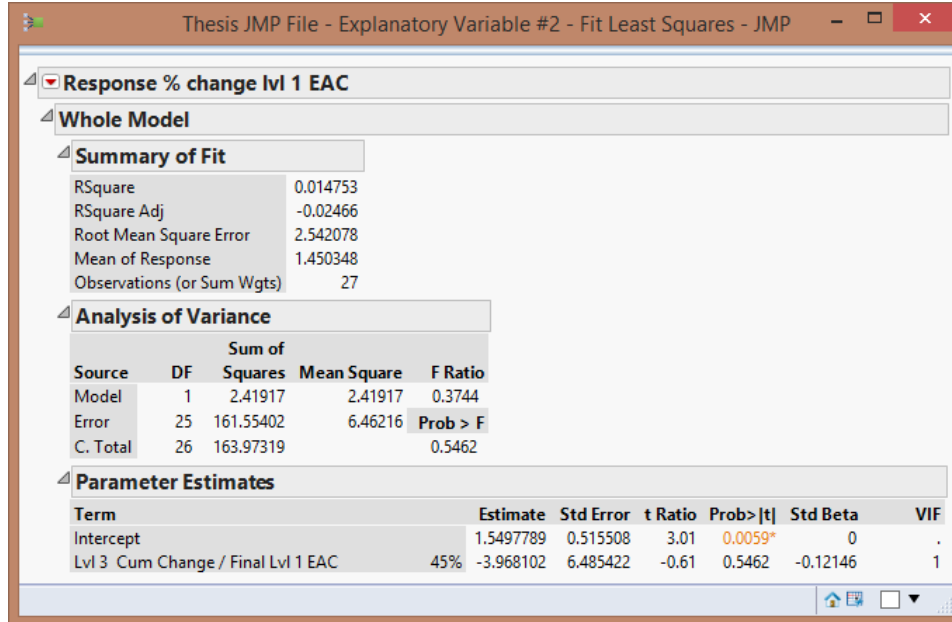 Thesis JMP File - Explanatory Variable #2 - Fit Least Squares - JMP
Response % change lvl 1 EAC
Whole Model
Summary of Fit
RSquare 0.014753
RSquare Adj -0.02466
Root Mean Square Error 2.542078
Mean of Response 1.450348
Observations (or Sum Wgts) 27
Analysis of Variance
Sum of
Source DF Squares Mean Square F Ratio
Model 1 2.41917 2.41917 0.3744
Error 25 161.55402 6.46216 Prob > F
C. Total 26 163.97319 0.5462
Parameter Estimates
Term Estimate Std Error t Ratio Prob>|t| Std Beta VIF
Intercept 1.5497789 0.515508 3.01 0.0059* 0 .
Lvl 3 Cum Change / Final Lvl 1 EAC 45% -3.968102 6.485422 -0.61 0.5462 -0.12146 1